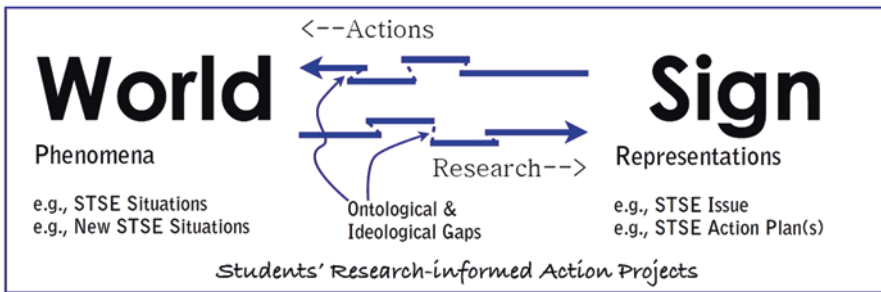 <--Actions
World
Sign
Phenomena
Research-->
Representations
e.g., STSE Situations
e.g., New STSE Situations
Ontological &
Ideological Gaps
e.g., STSE Issue
e.g., STSE Action Plan(s)
Students' Research-informed Action Projects